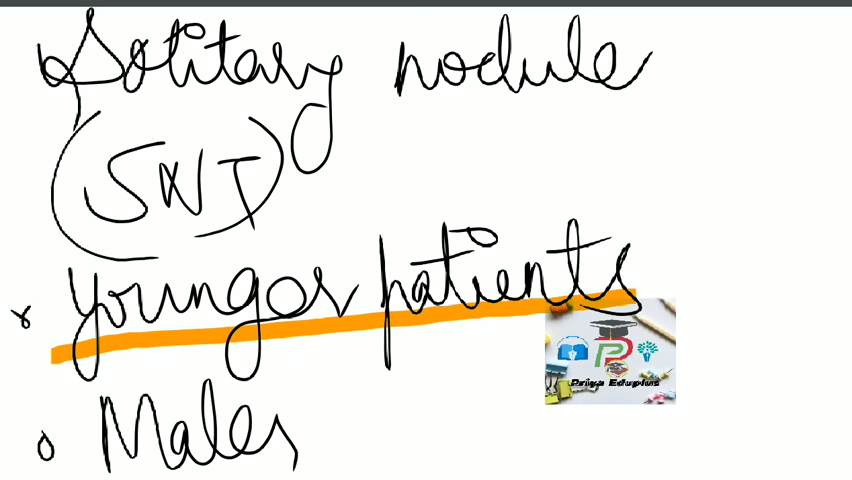 Solitary nodule
(SNT)
Younger patients
Males
Priya Eduplus